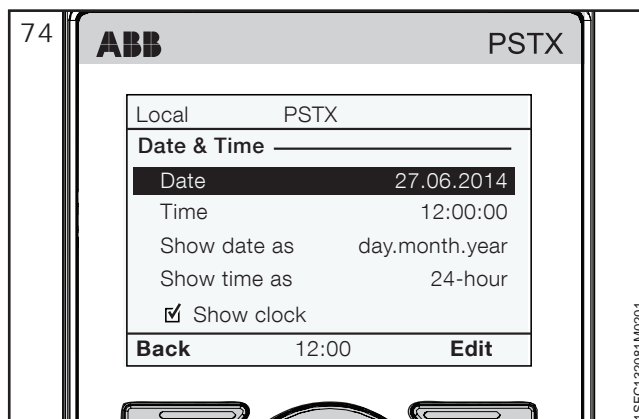 74
ABB PSTX
Local PSTX
Date & Time
Date 27.06.2014
Time 12:00:00
Show date as day.month.year
Show time as 24-hour
Show clock
Back 12:00 Edit